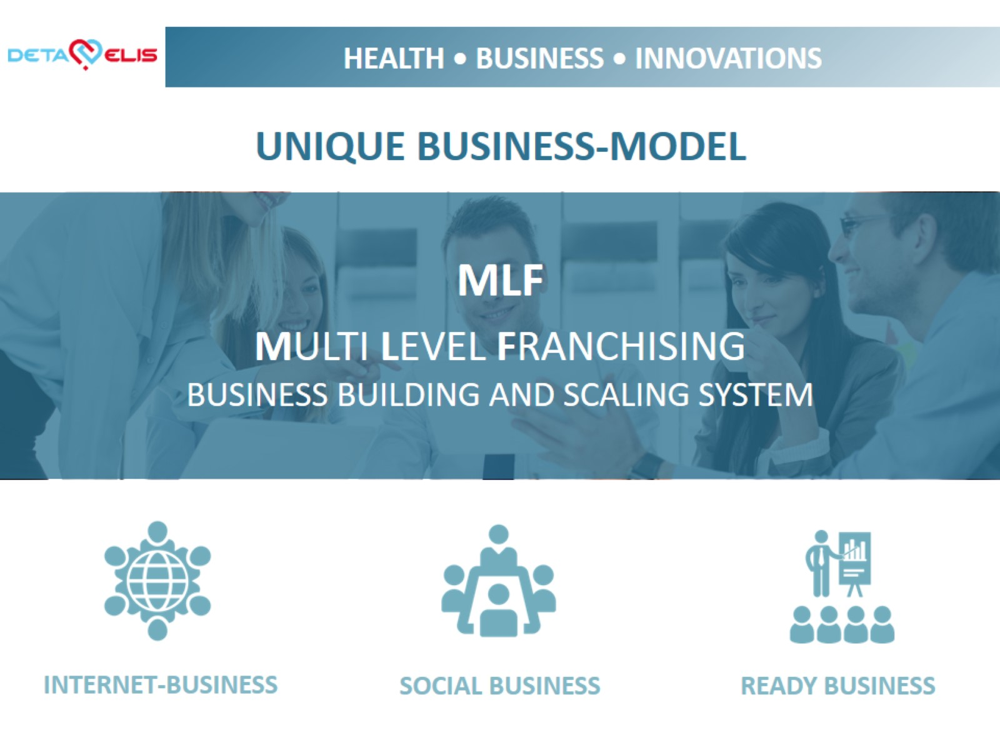 DETA ELIS
HEALTH • BUSINESS • INNOVATIONS
UNIQUE BUSINESS-MODEL
MLF
MULTI LEVEL FRANCHISING
BUSINESS BUILDING AND SCALING SYSTEM
INTERNET-BUSINESS
SOCIAL BUSINESS
READY BUSINESS